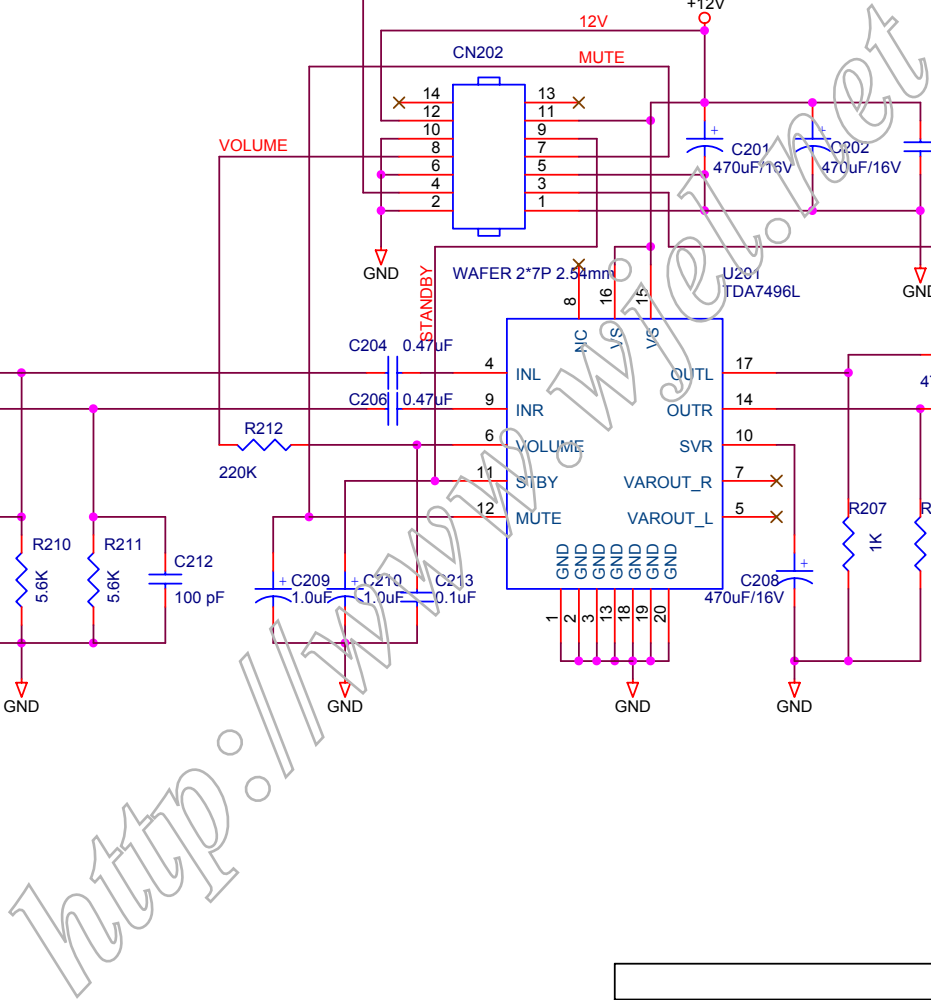 +12V
12V
CN202
MUTE
14
13
12
11
10
9
8
7
6
5
4
3
2
1
VOLUME
C201
470uF/16V
C202
470uF/16V
GND
STANDBY
WAFER 2*7P 2.54mm
U201
TDA7496L
GND
8
16
15
NC
VS
VS
C204 0.47uF
C206 0.47uF
4
INL
OUTL
17
9
INR
OUTR
14
R212
220K
6
VOLUME
SVR
10
11
STBY
VAROUT_R
7
12
MUTE
VAROUT_L
5
GND
GND
GND
GND
GND
GND
GND
1
2
3
13
18
19
20
R210
5.6K
R211
5.6K
C212
100 pF
C209
1.0uF
C210
1.0uF
C213
0.1uF
C208
470uF/16V
R207
1K
R
47
GND
GND
GND
GND
http://www.wjel.net